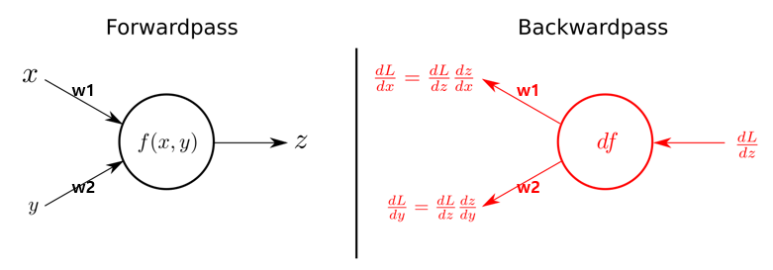 Forwardpass
x
w1
f(x, y)
z
w2
y
Backwardpass
dL/dx = dL/dz dz/dx
w1
df
dL/dz
w2
dL/dy = dL/dz dz/dy